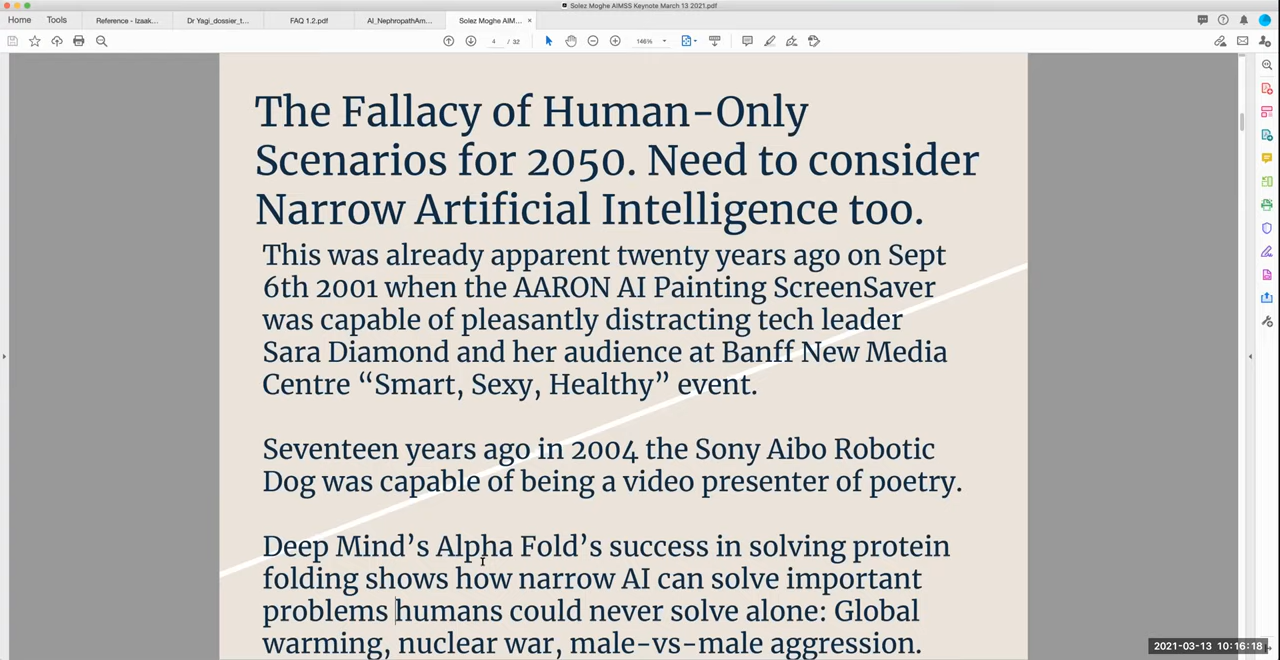 Solez Moghe AIMSS Keynote March 13 2021.pdf
Home Tools Reference - Izaak... Dr Yagi_dossier_t... FAQ 1.2.pdf AI_NephropathAm... Solez Moghe AIM... ×
4 / 32 146%
The Fallacy of Human-Only
Scenarios for 2050. Need to consider
Narrow Artificial Intelligence too.
This was already apparent twenty years ago on Sept
6th 2001 when the AARON AI Painting ScreenSaver
was capable of pleasantly distracting tech leader
Sara Diamond and her audience at Banff New Media
Centre “Smart, Sexy, Healthy” event.
Seventeen years ago in 2004 the Sony Aibo Robotic
Dog was capable of being a video presenter of poetry.
Deep Mind’s Alpha Fold’s success in solving protein
folding shows how narrow AI can solve important
problems humans could never solve alone: Global
warming, nuclear war, male-vs-male aggression.
2021-03-13 10:16:18